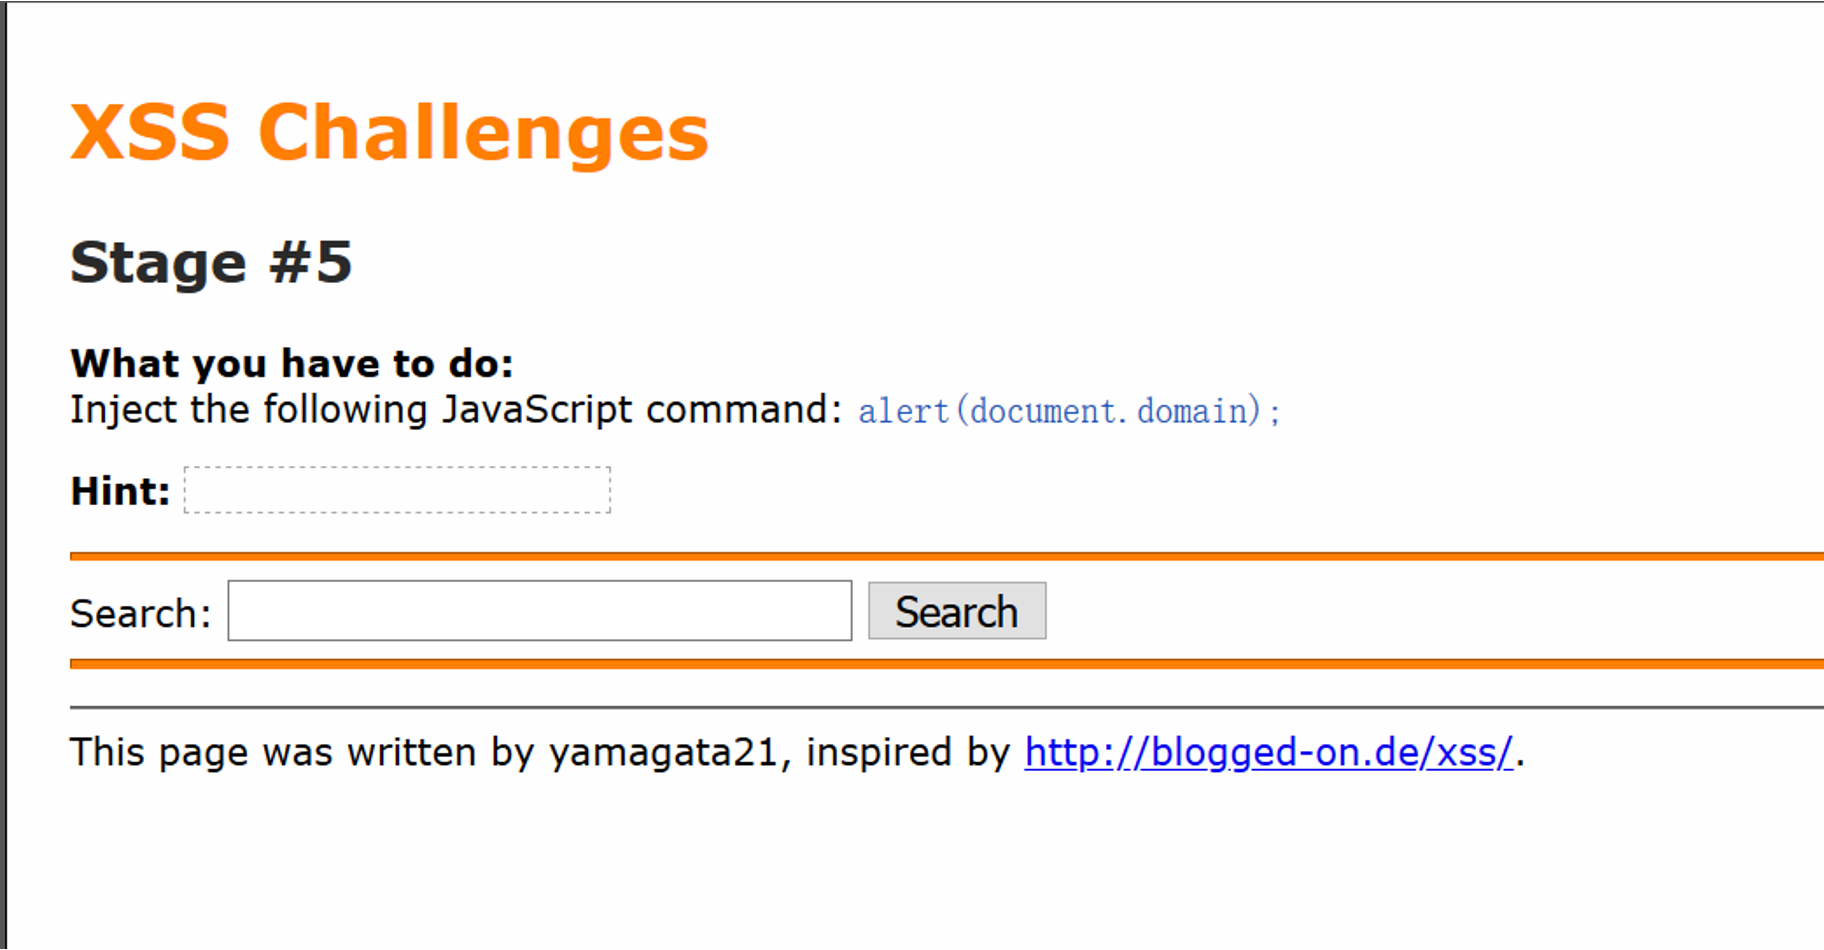 XSS Challenges
Stage #5
What you have to do:
Inject the following JavaScript command: alert(document.domain);
Hint:
Search: Search
This page was written by yamagata21, inspired by http://blogged-on.de/xss/.